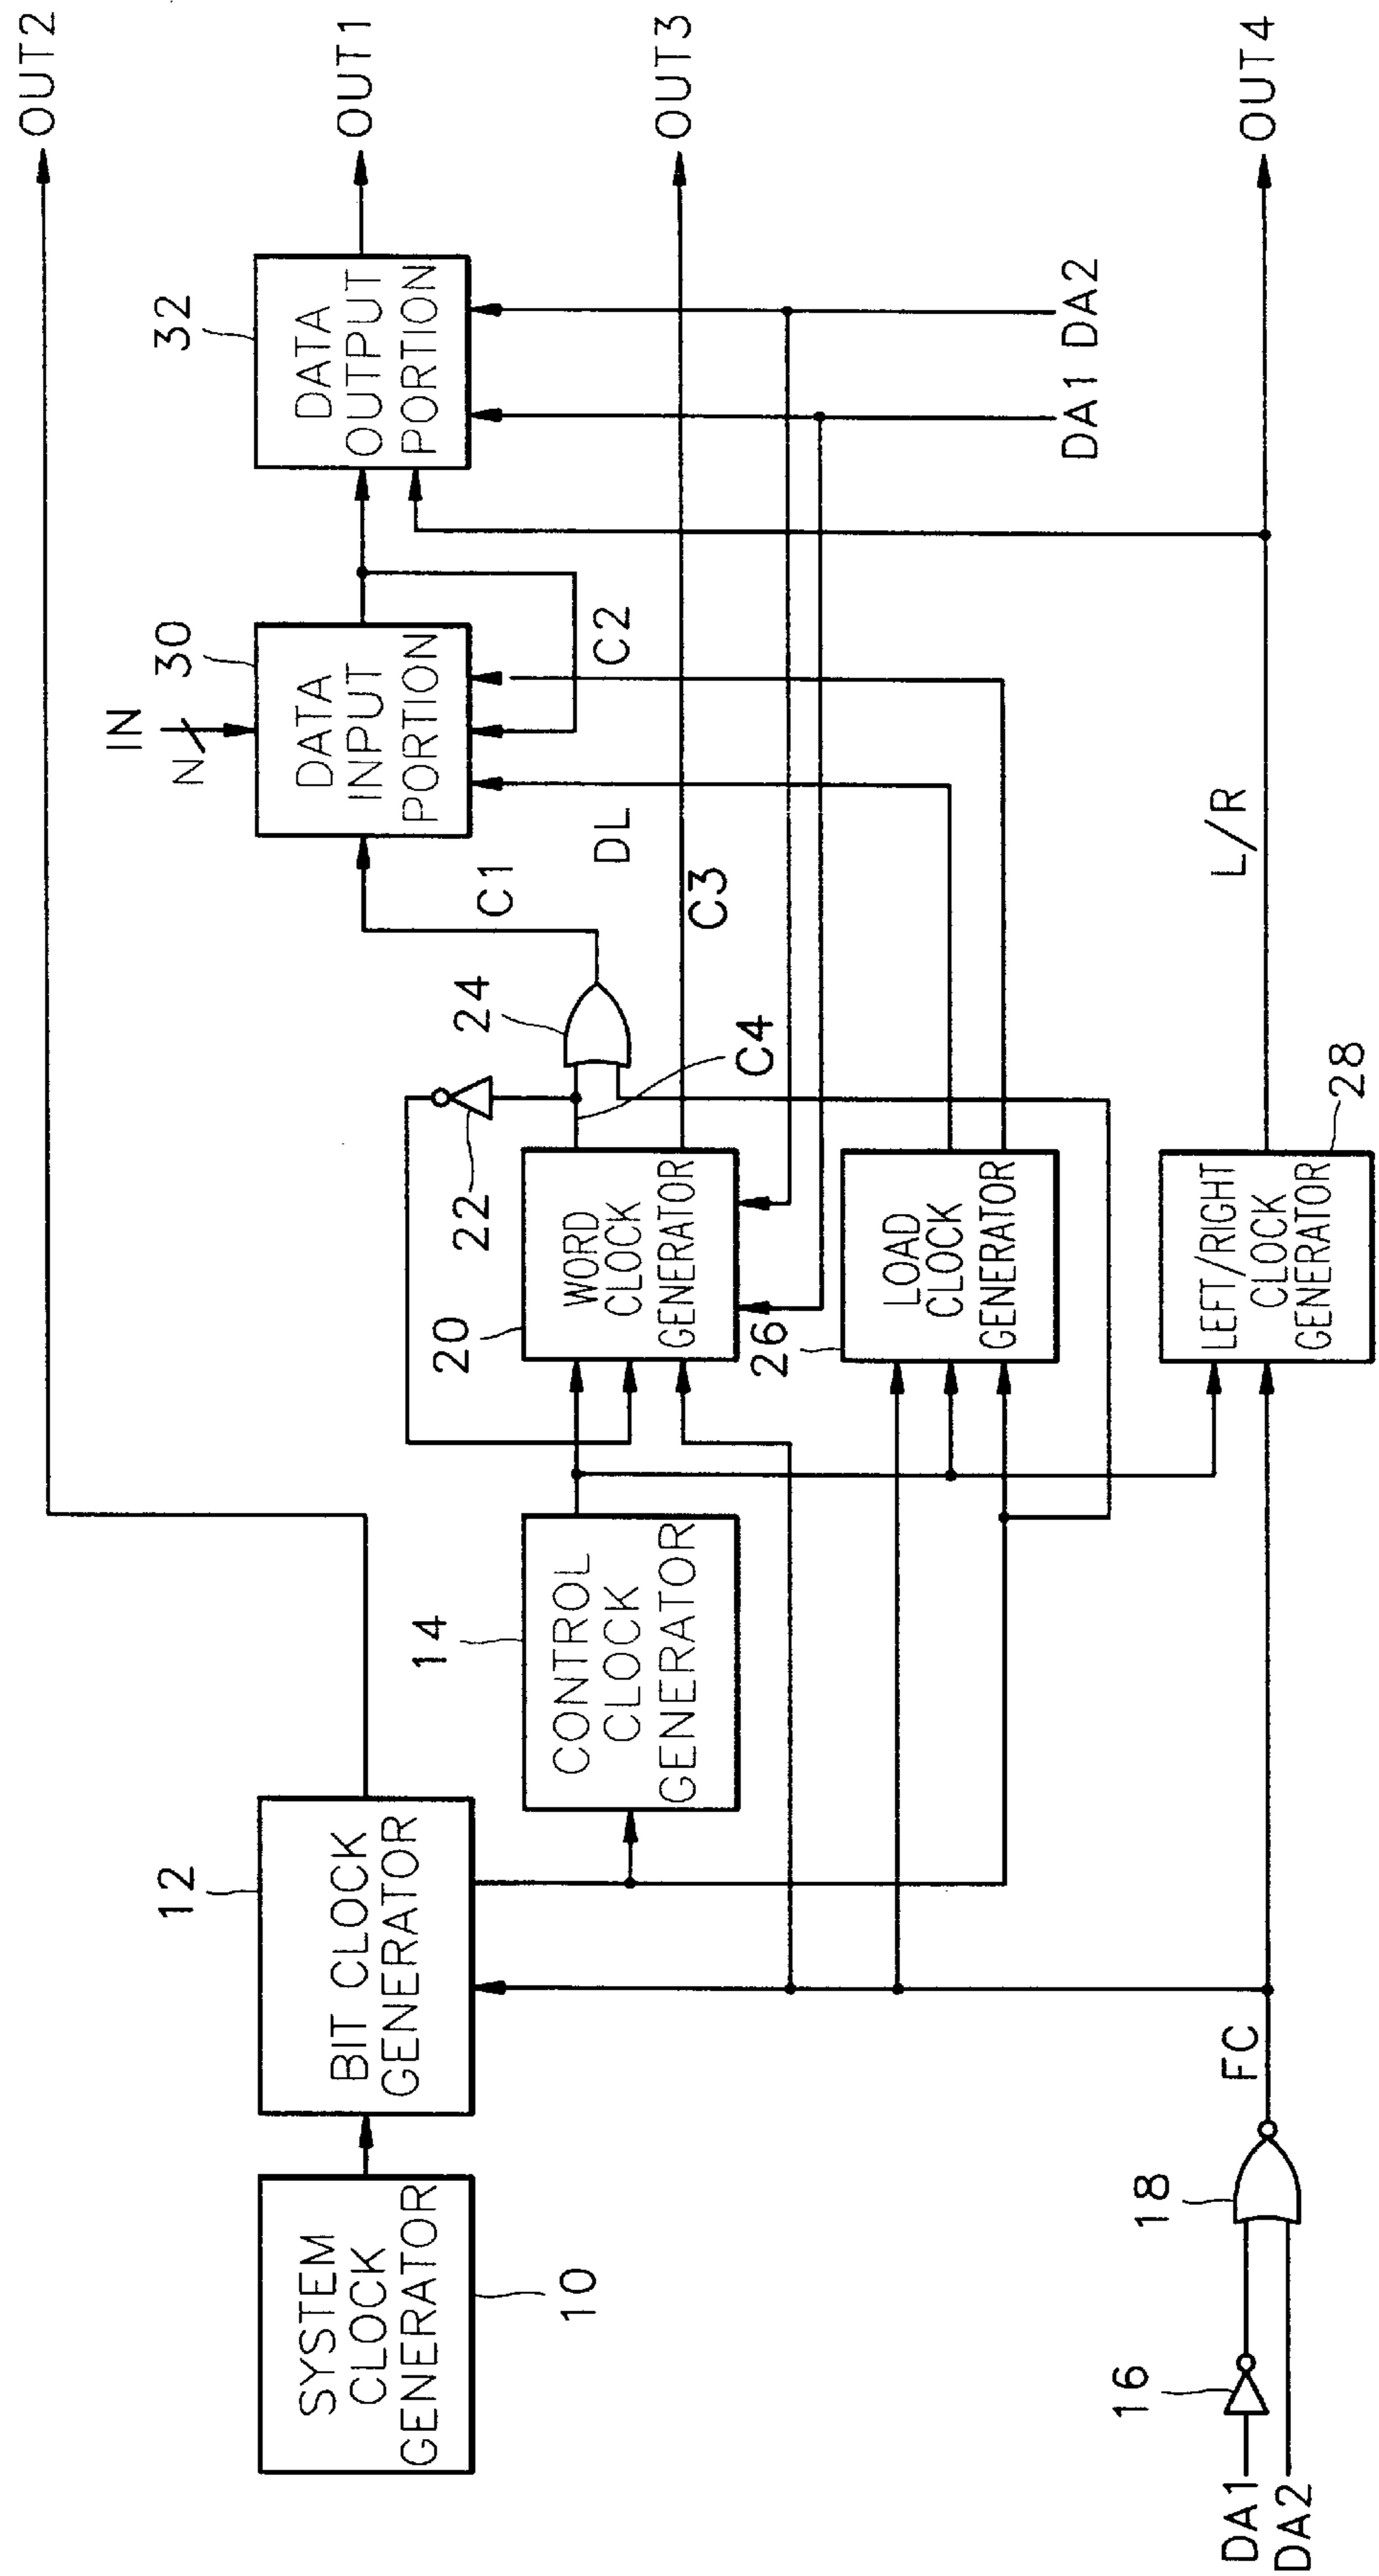 SYSTEM
CLOCK
GENERATOR
10
BIT CLOCK
GENERATOR
12
OUT2
CONTROL
CLOCK
GENERATOR
14
DA1
DA2
16
18
FC
WORD
CLOCK
GENERATOR
20
22
24
C4
C1
C3
LOAD
CLOCK
GENERATOR
26
DL
C2
LEFT/RIGHT
CLOCK
GENERATOR
28
L/R
IN
N
DATA
INPUT
PORTION
30
DATA
OUTPUT
PORTION
32
DA1
DA2
OUT1
OUT3
OUT4